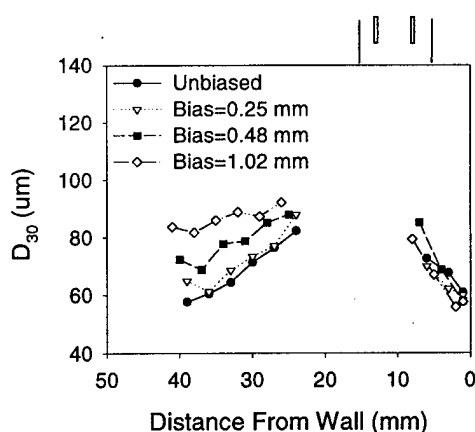 140
120
100
80
60
40
D30 (um)
Unbiased
Bias=0.25 mm
Bias=0.48 mm
Bias=1.02 mm
50 40 30 20 10 0
Distance From Wall (mm)